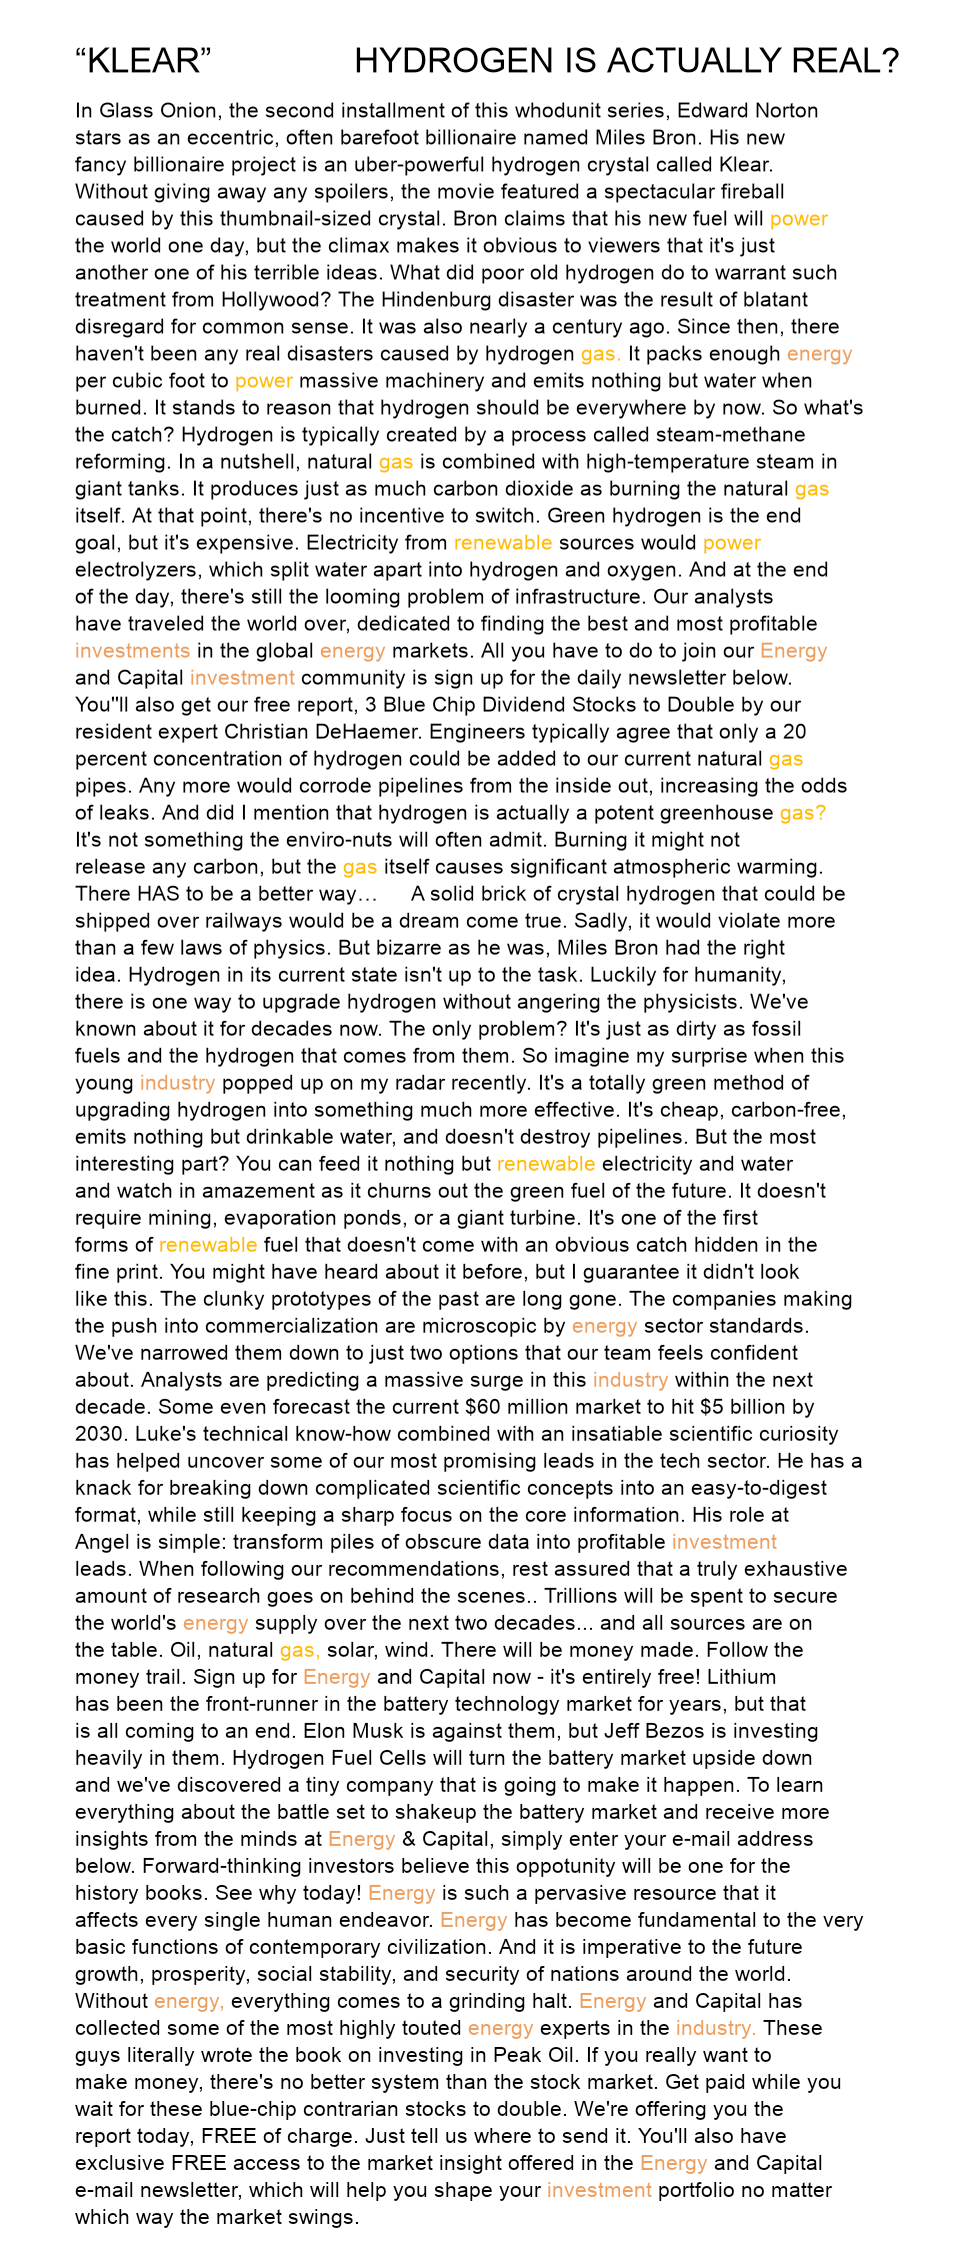 “KLEAR” HYDROGEN IS ACTUALLY REAL?
In Glass Onion, the second installment of this whodunit series, Edward Norton
stars as an eccentric, often barefoot billionaire named Miles Bron. His new
fancy billionaire project is an uber-powerful hydrogen crystal called Klear.
Without giving away any spoilers, the movie featured a spectacular fireball
caused by this thumbnail-sized crystal. Bron claims that his new fuel will power
the world one day, but the climax makes it obvious to viewers that it's just
another one of his terrible ideas. What did poor old hydrogen do to warrant such
treatment from Hollywood? The Hindenburg disaster was the result of blatant
disregard for common sense. It was also nearly a century ago. Since then, there
haven't been any real disasters caused by hydrogen gas. It packs enough energy
per cubic foot to power massive machinery and emits nothing but water when
burned. It stands to reason that hydrogen should be everywhere by now. So what's
the catch? Hydrogen is typically created by a process called steam-methane
reforming. In a nutshell, natural gas is combined with high-temperature steam in
giant tanks. It produces just as much carbon dioxide as burning the natural gas
itself. At that point, there's no incentive to switch. Green hydrogen is the end
goal, but it's expensive. Electricity from renewable sources would power
electrolyzers, which split water apart into hydrogen and oxygen. And at the end
of the day, there's still the looming problem of infrastructure. Our analysts
have traveled the world over, dedicated to finding the best and most profitable
investments in the global energy markets. All you have to do to join our Energy
and Capital investment community is sign up for the daily newsletter below.
You"ll also get our free report, 3 Blue Chip Dividend Stocks to Double by our
resident expert Christian DeHaemer. Engineers typically agree that only a 20
percent concentration of hydrogen could be added to our current natural gas
pipes. Any more would corrode pipelines from the inside out, increasing the odds
of leaks. And did I mention that hydrogen is actually a potent greenhouse gas?
It's not something the enviro-nuts will often admit. Burning it might not
release any carbon, but the gas itself causes significant atmospheric warming.
There HAS to be a better way… A solid brick of crystal hydrogen that could be
shipped over railways would be a dream come true. Sadly, it would violate more
than a few laws of physics. But bizarre as he was, Miles Bron had the right
idea. Hydrogen in its current state isn't up to the task. Luckily for humanity,
there is one way to upgrade hydrogen without angering the physicists. We've
known about it for decades now. The only problem? It's just as dirty as fossil
fuels and the hydrogen that comes from them. So imagine my surprise when this
young industry popped up on my radar recently. It's a totally green method of
upgrading hydrogen into something much more effective. It's cheap, carbon-free,
emits nothing but drinkable water, and doesn't destroy pipelines. But the most
interesting part? You can feed it nothing but renewable electricity and water
and watch in amazement as it churns out the green fuel of the future. It doesn't
require mining, evaporation ponds, or a giant turbine. It's one of the first
forms of renewable fuel that doesn't come with an obvious catch hidden in the
fine print. You might have heard about it before, but I guarantee it didn't look
like this. The clunky prototypes of the past are long gone. The companies making
the push into commercialization are microscopic by energy sector standards.
We've narrowed them down to just two options that our team feels confident
about. Analysts are predicting a massive surge in this industry within the next
decade. Some even forecast the current $60 million market to hit $5 billion by
2030. Luke's technical know-how combined with an insatiable scientific curiosity
has helped uncover some of our most promising leads in the tech sector. He has a
knack for breaking down complicated scientific concepts into an easy-to-digest
format, while still keeping a sharp focus on the core information. His role at
Angel is simple: transform piles of obscure data into profitable investment
leads. When following our recommendations, rest assured that a truly exhaustive
amount of research goes on behind the scenes.. Trillions will be spent to secure
the world's energy supply over the next two decades... and all sources are on
the table. Oil, natural gas, solar, wind. There will be money made. Follow the
money trail. Sign up for Energy and Capital now - it's entirely free! Lithium
has been the front-runner in the battery technology market for years, but that
is all coming to an end. Elon Musk is against them, but Jeff Bezos is investing
heavily in them. Hydrogen Fuel Cells will turn the battery market upside down
and we've discovered a tiny company that is going to make it happen. To learn
everything about the battle set to shakeup the battery market and receive more
insights from the minds at Energy & Capital, simply enter your e-mail address
below. Forward-thinking investors believe this oppotunity will be one for the
history books. See why today! Energy is such a pervasive resource that it
affects every single human endeavor. Energy has become fundamental to the very
basic functions of contemporary civilization. And it is imperative to the future
growth, prosperity, social stability, and security of nations around the world.
Without energy, everything comes to a grinding halt. Energy and Capital has
collected some of the most highly touted energy experts in the industry. These
guys literally wrote the book on investing in Peak Oil. If you really want to
make money, there's no better system than the stock market. Get paid while you
wait for these blue-chip contrarian stocks to double. We're offering you the
report today, FREE of charge. Just tell us where to send it. You'll also have
exclusive FREE access to the market insight offered in the Energy and Capital
e-mail newsletter, which will help you shape your investment portfolio no matter
which way the market swings.